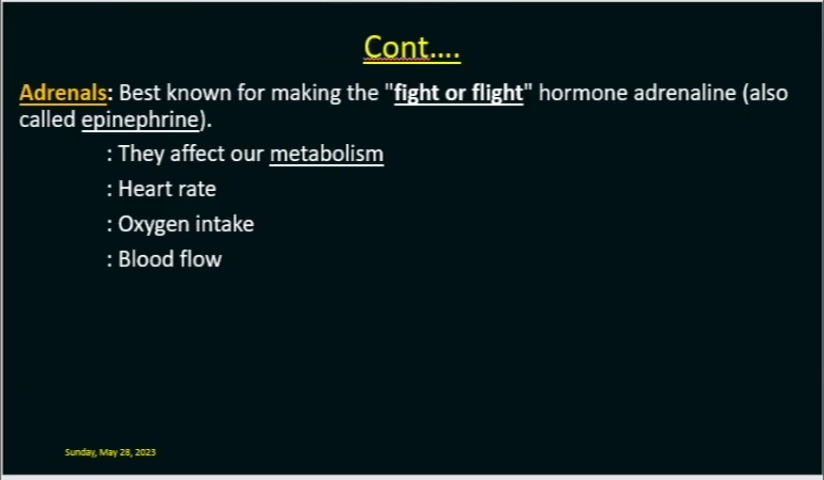 Cont....
Adrenals: Best known for making the "fight or flight" hormone adrenaline (also
called epinephrine).
: They affect our metabolism
: Heart rate
: Oxygen intake
: Blood flow
Sunday, May 28, 2023